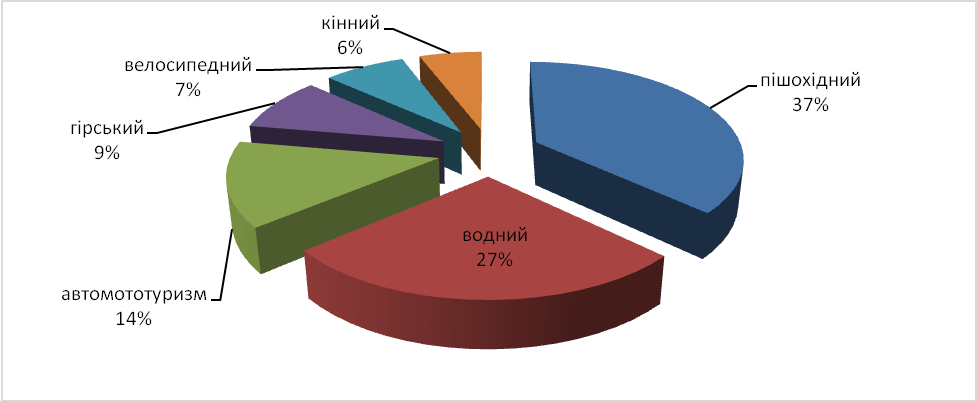 кінний
6%
велосипедний
7%
гірський
9%
автомототуризм
14%
водний
27%
пішохідний
37%